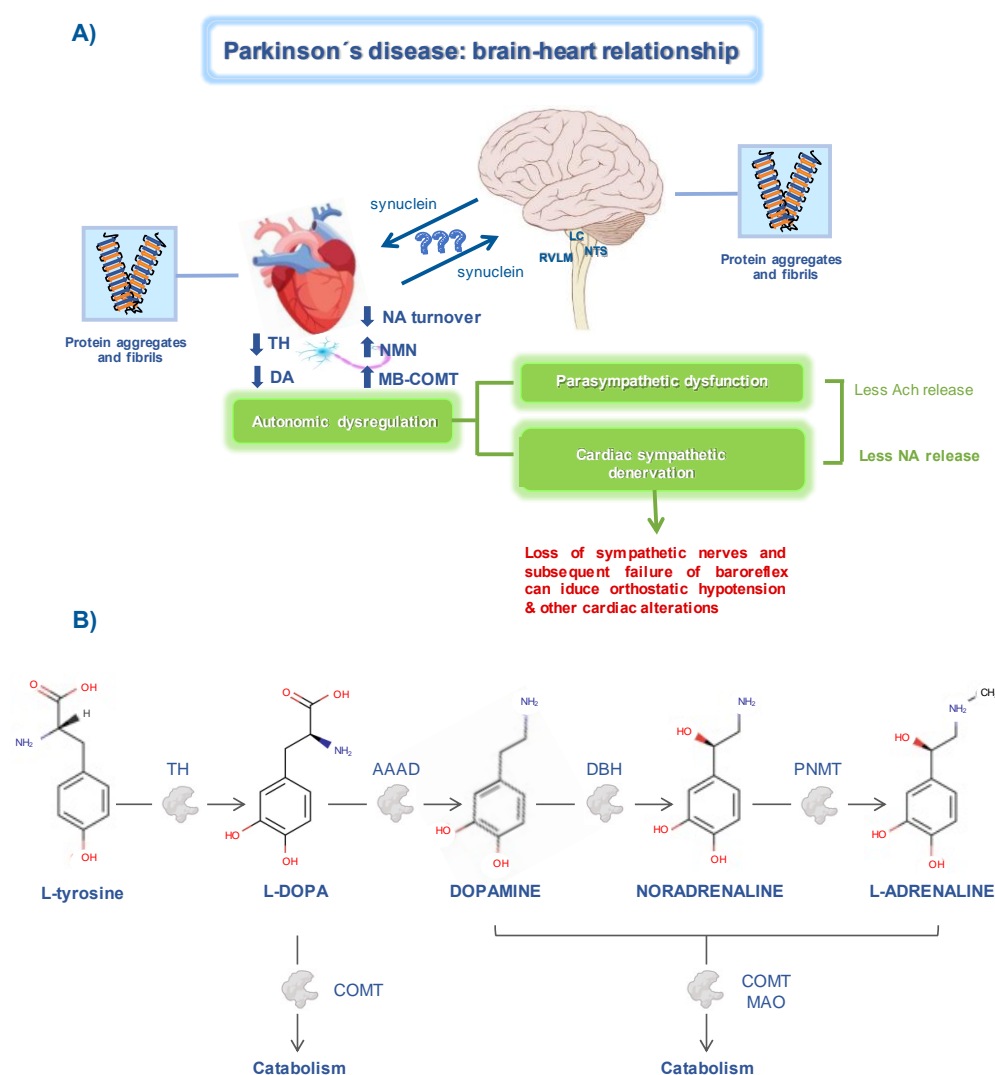 A)
Parkinson´s disease: brain-heart relationship
synuclein
???
synuclein
LC
RVLM
NTS
Protein aggregates
and fibrils
Protein aggregates
and fibrils
NA turnover
TH
NMN
DA
MB-COMT
Autonomic dysregulation
Parasympathetic dysfunction
Cardiac sympathetic
denervation
Less Ach release
Less NA release
Loss of sympathetic nerves and
subsequent failure of baroreflex
can iduce orthostatic hypotension
& other cardiac alterations
B)
O
OH
H
NH₂
OH
L-tyrosine
TH
O
OH
NH₂
HO
OH
L-DOPA
AAAD
NH₂
HO
OH
DOPAMINE
DBH
NH₂
HO
HO
OH
NORADRENALINE
PNMT
CH
NH₂
HO
HO
OH
L-ADRENALINE
COMT
Catabolism
COMT
MAO
Catabolism